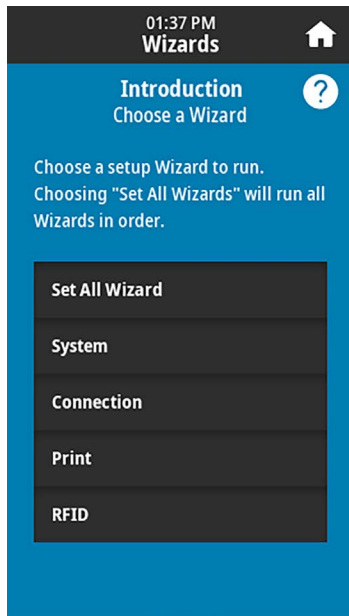 01:37 PM
Wizards
Introduction
?
Choose a Wizard
Choose a setup Wizard to run.
Choosing "Set All Wizards" will run all
Wizards in order.
Set All Wizard
System
Connection
Print
RFID